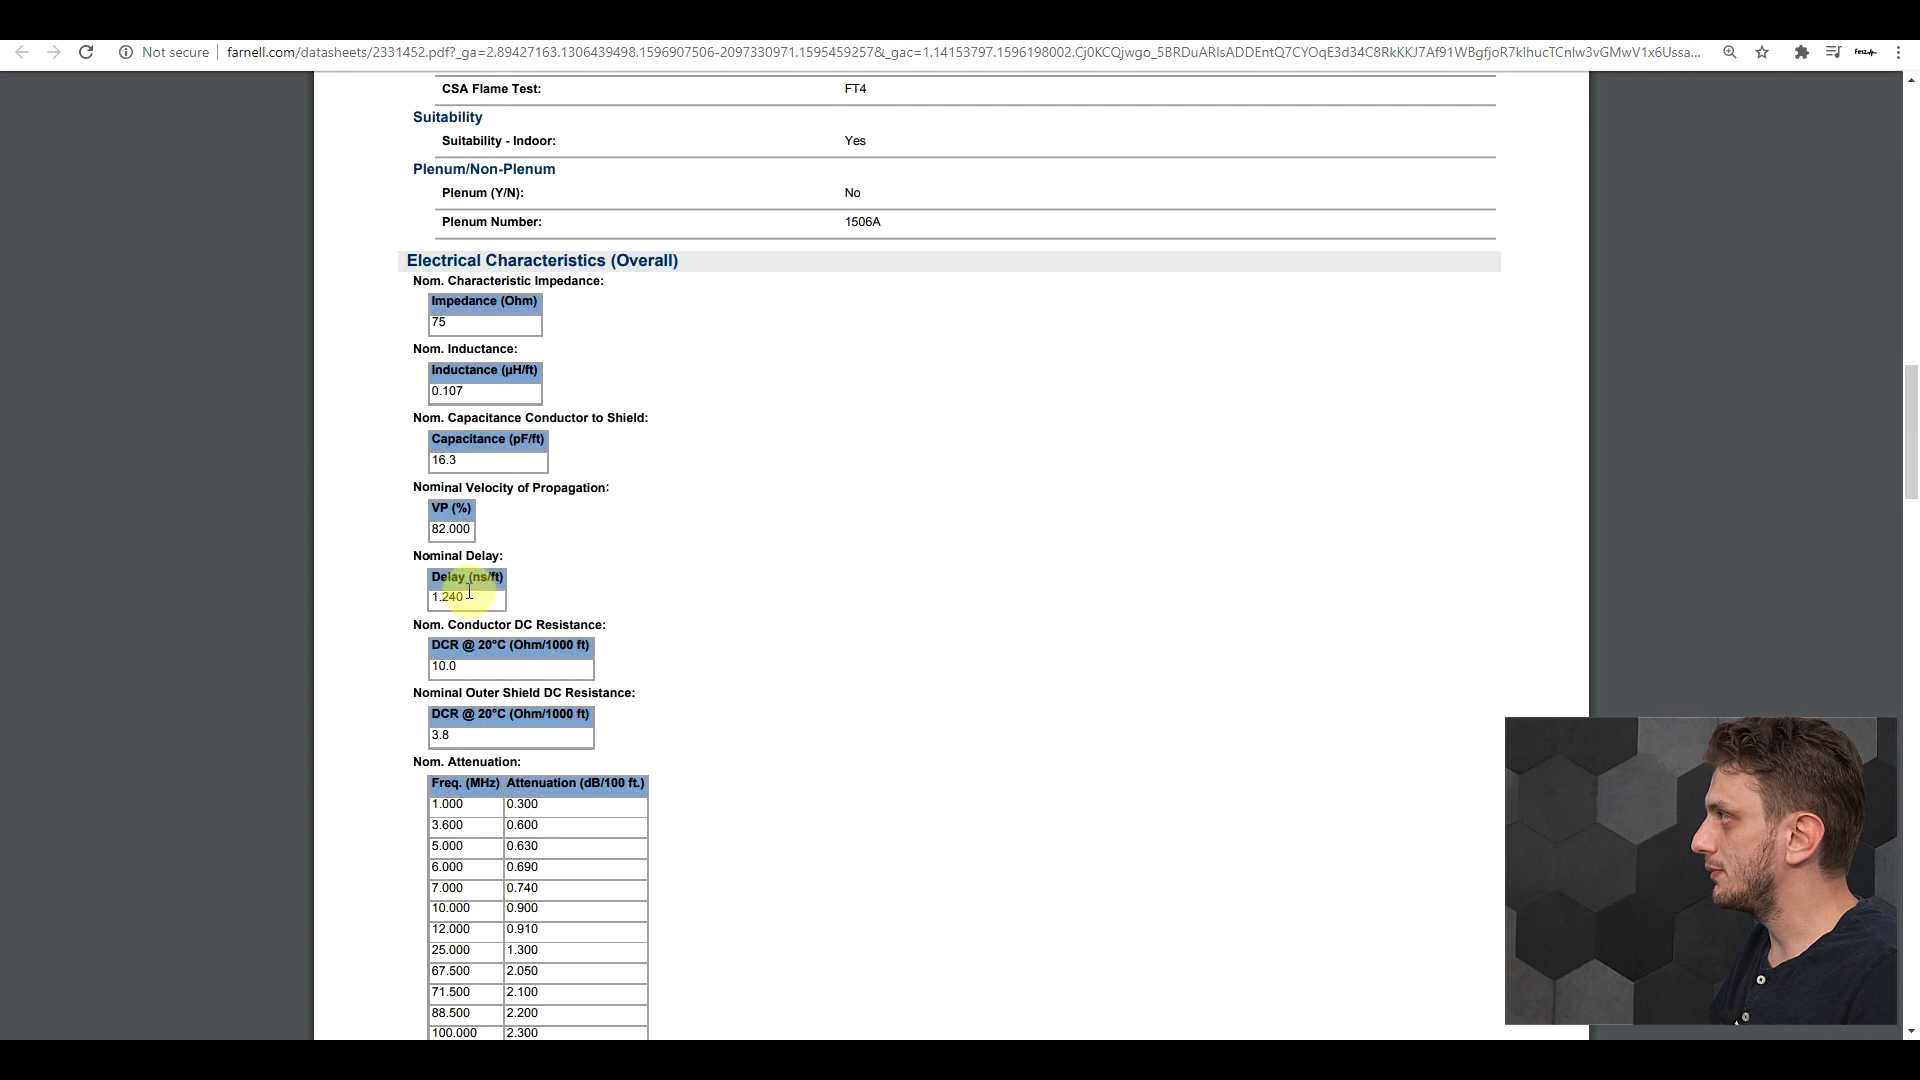 Not secure
farnell.com/datasheets/2331452.pdf?_ga=2.89427163.1306439498.1596907506-2097330971.1595459257&_gac=1.14153797.1596198002.Cj0KCQjwgo_5BRDuARIsADDEntQ7CYOqE3d34C8RkKKJ7Af91WBgfjoR7klhucTCnlw3vGMwV1x6Ussa...
CSA Flame Test: FT4
Suitability
Suitability - Indoor: Yes
Plenum/Non-Plenum
Plenum (Y/N): No
Plenum Number: 1506A
Electrical Characteristics (Overall)
Nom. Characteristic Impedance:
Impedance (Ohm)
75
Nom. Inductance:
Inductance (µH/ft)
0.107
Nom. Capacitance Conductor to Shield:
Capacitance (pF/ft)
16.3
Nominal Velocity of Propagation:
VP (%)
82.000
Nominal Delay:
Delay (ns/ft)
1.240
Nom. Conductor DC Resistance:
DCR @ 20°C (Ohm/1000 ft)
10.0
Nominal Outer Shield DC Resistance:
DCR @ 20°C (Ohm/1000 ft)
3.8
Nom. Attenuation:
Freq. (MHz) Attenuation (dB/100 ft.)
1.000 0.300
3.600 0.600
5.000 0.630
6.000 0.690
7.000 0.740
10.000 0.900
12.000 0.910
25.000 1.300
67.500 2.050
71.500 2.100
88.500 2.200
100.000 2.300